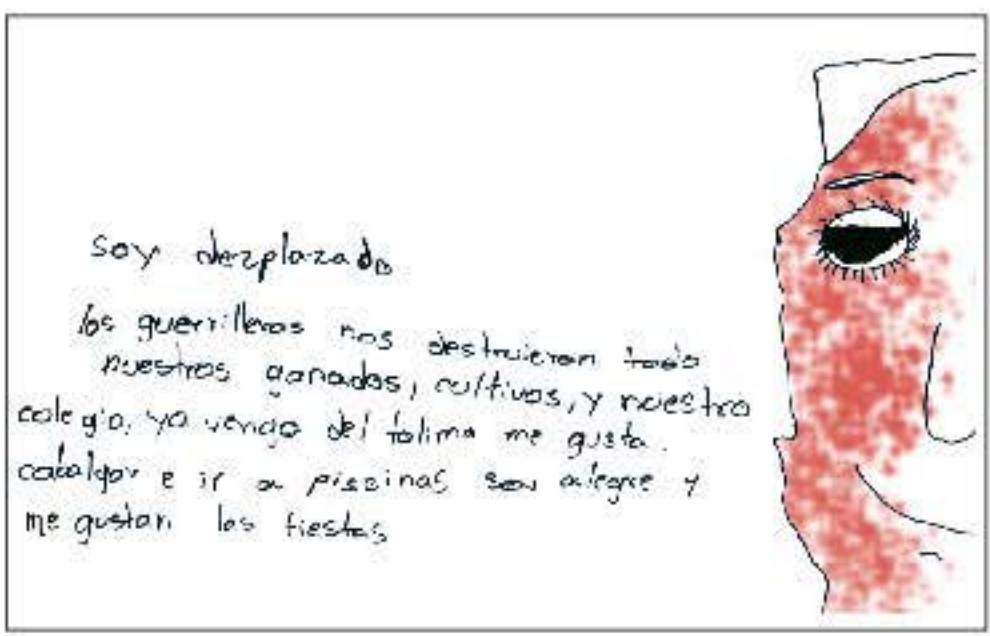 Soy dezplazado
los guerrilleros nos destruieron todo
nuestros ganados, cultivos, y nuestro
colegio, yo vengo del tolima me gusta
cabalgar e ir a piscinas soy alegre y
me gustan las fiestas